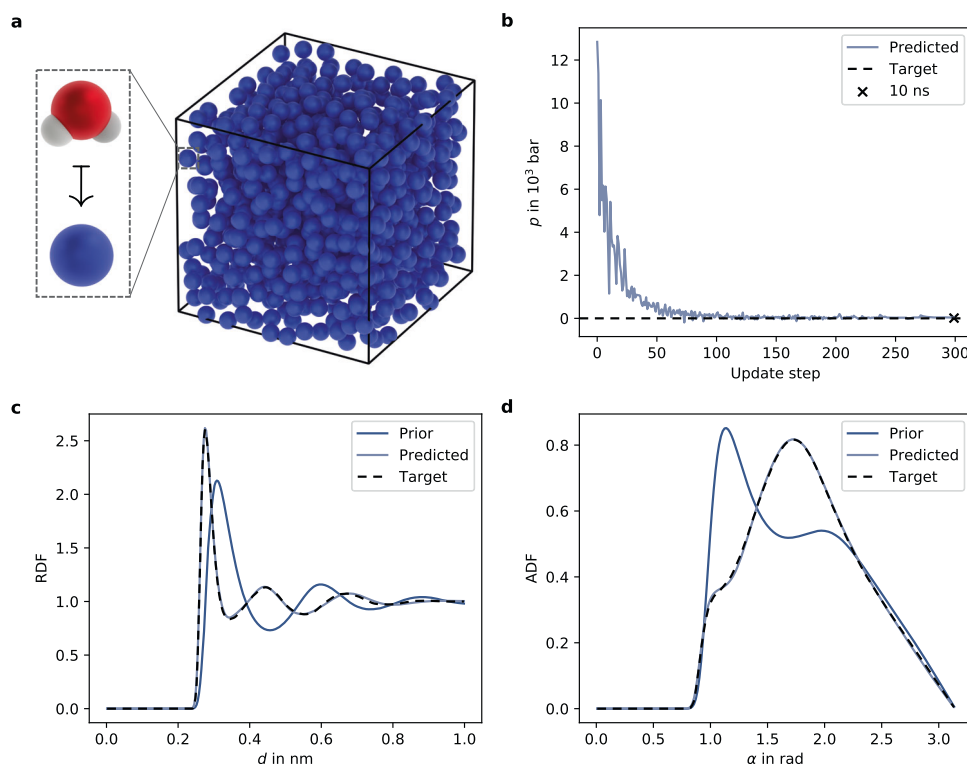 a
b
Predicted
Target
10 ns
12
10
8
6
4
2
0
p in 10³ bar
0
50
100
150
200
250
300
Update step
c
Prior
Predicted
Target
2.5
2.0
1.5
1.0
0.5
0.0
RDF
0.0
0.2
0.4
0.6
0.8
1.0
d in nm
d
Prior
Predicted
Target
0.8
0.6
0.4
0.2
0.0
ADF
0.0
0.5
1.0
1.5
2.0
2.5
3.0
α in rad